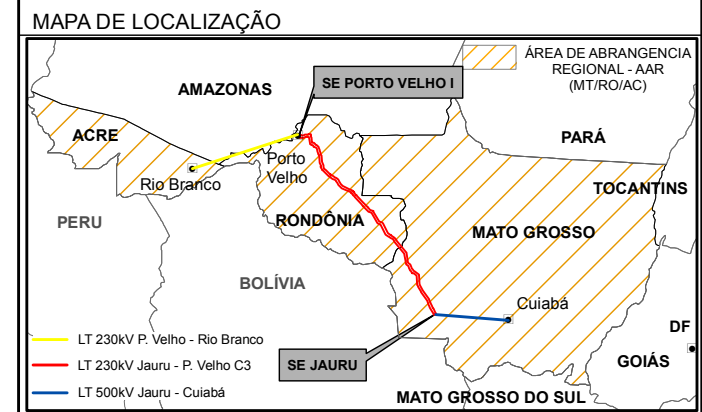 MAPA DE LOCALIZAÇÃO
ÁREA DE ABRANGENCIA
REGIONAL - AAR
(MT/RO/AC)
SE PORTO VELHO I
AMAZONAS
ACRE
PARÁ
Porto
Velho
Rio Branco
TOCANTINS
PERU
RONDÔNIA
MATO GROSSO
BOLÍVIA
Cuiabá
DF
LT 230kV P. Velho - Rio Branco
LT 230kV Jauru - P. Velho C3
SE JAURU
GOIÁS
LT 500kV Jauru - Cuiabá
MATO GROSSO DO SUL